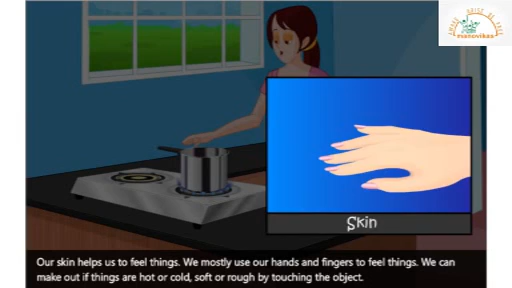 manovikas
Skin
Our skin helps us to feel things. We mostly use our hands and fingers to feel things. We can
make out if things are hot or cold, soft or rough by touching the object.